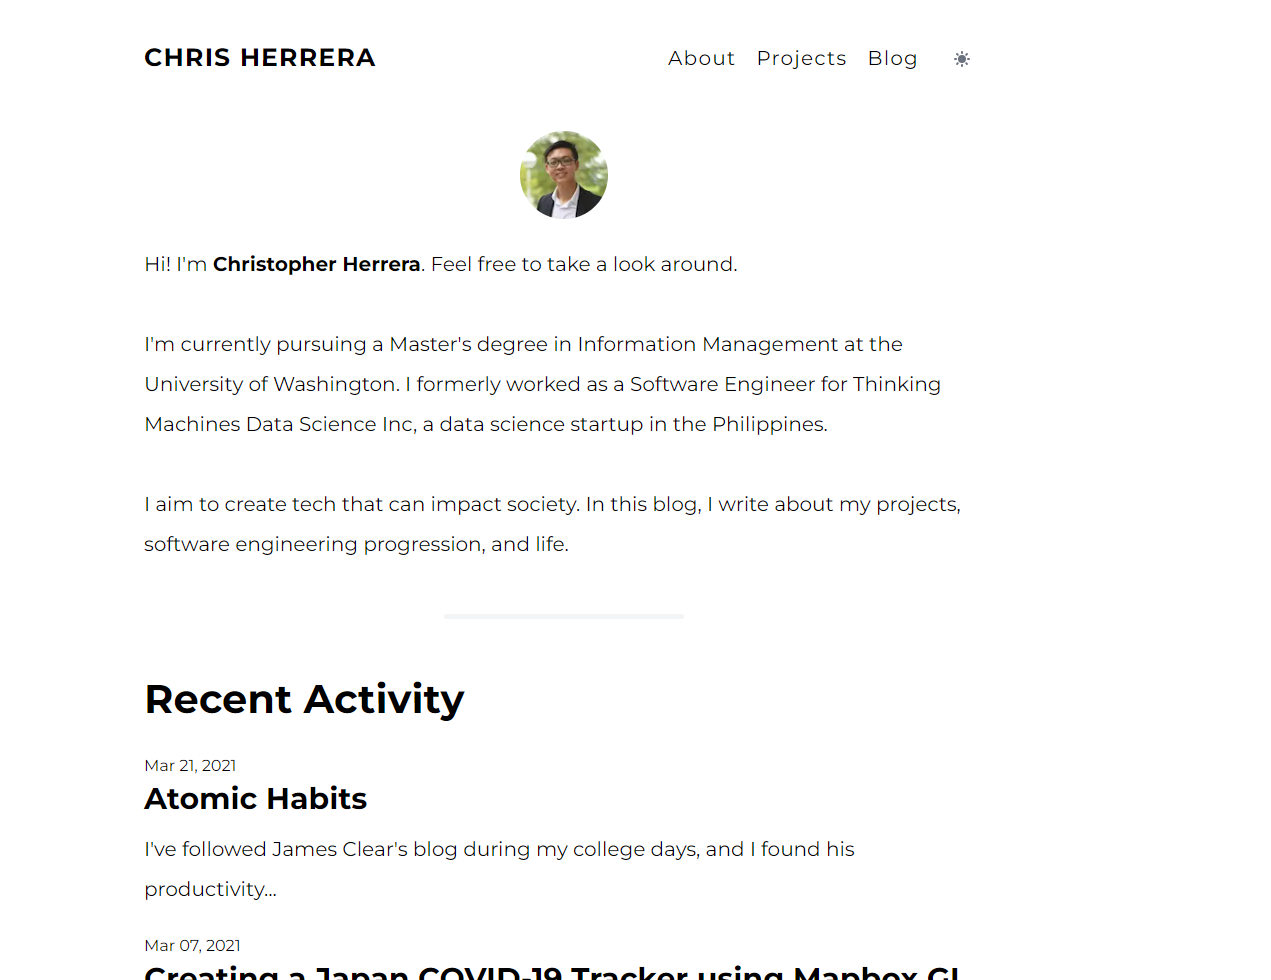 CHRIS HERRERA
About Projects Blog
Hi! I'm Christopher Herrera. Feel free to take a look around.
I'm currently pursuing a Master's degree in Information Management at the
University of Washington. I formerly worked as a Software Engineer for Thinking
Machines Data Science Inc, a data science startup in the Philippines.
I aim to create tech that can impact society. In this blog, I write about my projects,
software engineering progression, and life.
Recent Activity
Mar 21, 2021
Atomic Habits
I've followed James Clear's blog during my college days, and I found his
productivity...
Mar 07, 2021
Creating a Japan COVID-19 Tracker using Mapbox GL